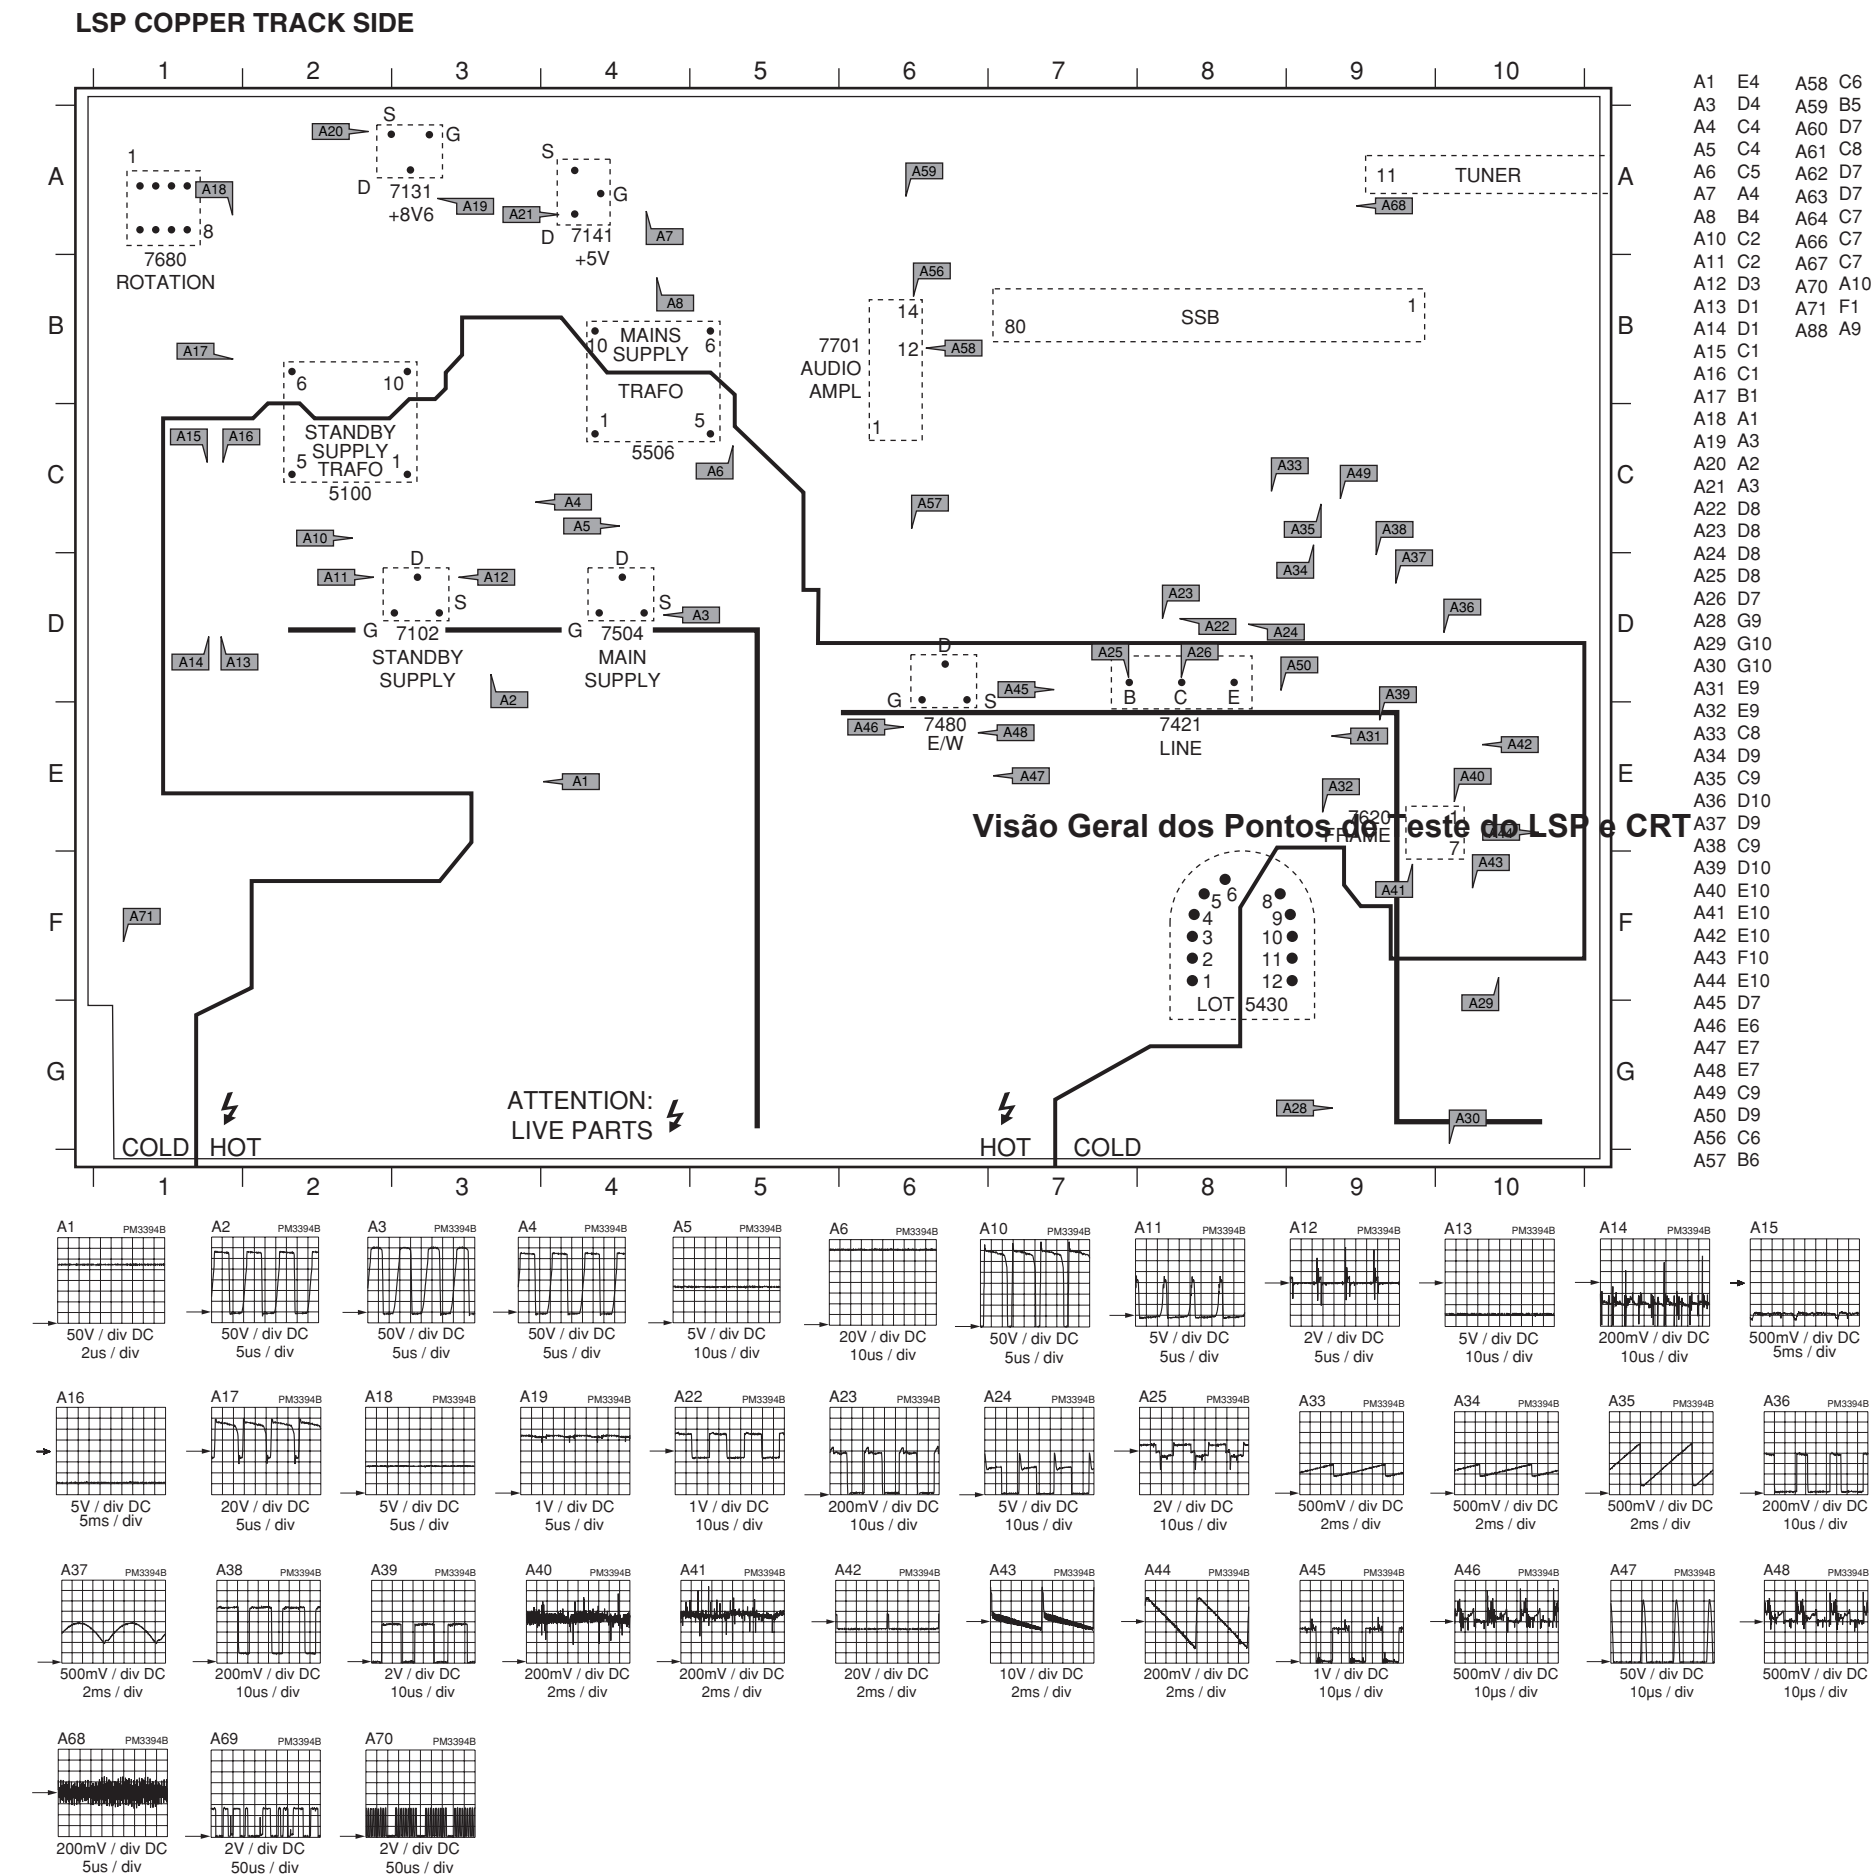 LSP COPPER TRACK SIDE
1 2 3 4 5 6 7 8 9 10
A B C D E F G
A B C D E F G
1 2 3 4 5 6 7 8 9 10
A20
S
G
D
7131
+8V6
A19
1
8
A18
7680
ROTATION
S
G
D
7141
+5V
A21
A7
A8
A59
A56
11 TUNER
A68
80 SSB 1
14
12
1
7701
AUDIO
AMPL
A58
A17
6 10
STANDBY
SUPPLY
TRAFO
5 1
5100
MAINS
SUPPLY
10 6
TRAFO
1 5
5506
A15
A16
A6
A4
A5
A10
A57
A33
A49
A35
A38
A34
A37
A11
D
S
G
7102
STANDBY
SUPPLY
A12
D
S
G
7504
MAIN
SUPPLY
A3
A23
A22
A24
A36
A14
A13
A2
D
G
S
7480
E/W
A45
A46
A48
A47
A25
A26
B C E
7421
LINE
A50
A39
A31
A42
A40
A32
A1
7620
FRAME
1
7
A44
Visão Geral dos Pontos de Teste do LSP e CRT
A43
A41
A71
5 6 8
4 9
3 10
2 11
1 12
LOT 5430
A29
A28
A30
ATTENTION:
LIVE PARTS
COLD HOT
HOT COLD
A1 E4
A3 D4
A4 C4
A5 C4
A6 C5
A7 A4
A8 B4
A10 C2
A11 C2
A12 D3
A13 D1
A14 D1
A15 C1
A16 C1
A17 B1
A18 A1
A19 A3
A20 A2
A21 A3
A22 D8
A23 D8
A24 D8
A25 D8
A26 D7
A28 G9
A29 G10
A30 G10
A31 E9
A32 E9
A33 C8
A34 D9
A35 C9
A36 D10
A37 D9
A38 C9
A39 D10
A40 E10
A41 E10
A42 E10
A43 F10
A44 E10
A45 D7
A46 E6
A47 E7
A48 E7
A49 C9
A50 D9
A56 C6
A57 B6
A58 C6
A59 B5
A60 D7
A61 C8
A62 D7
A63 D7
A64 C7
A66 C7
A67 C7
A70 A10
A71 F1
A88 A9
A1 PM3394B
50V / div DC
2us / div
A2 PM3394B
50V / div DC
5us / div
A3 PM3394B
50V / div DC
5us / div
A4 PM3394B
50V / div DC
5us / div
A5 PM3394B
5V / div DC
10us / div
A6 PM3394B
20V / div DC
10us / div
A10 PM3394B
50V / div DC
5us / div
A11 PM3394B
5V / div DC
5us / div
A12 PM3394B
2V / div DC
5us / div
A13 PM3394B
5V / div DC
10us / div
A14 PM3394B
200mV / div DC
10us / div
A15 PM3394B
500mV / div DC
5ms / div
A16 PM3394B
5V / div DC
5ms / div
A17 PM3394B
20V / div DC
5us / div
A18 PM3394B
5V / div DC
5us / div
A19 PM3394B
1V / div DC
5us / div
A22 PM3394B
1V / div DC
10us / div
A23 PM3394B
200mV / div DC
10us / div
A24 PM3394B
5V / div DC
10us / div
A25 PM3394B
2V / div DC
10us / div
A33 PM3394B
500mV / div DC
2ms / div
A34 PM3394B
500mV / div DC
2ms / div
A35 PM3394B
500mV / div DC
2ms / div
A36 PM3394B
200mV / div DC
10us / div
A37 PM3394B
500mV / div DC
2ms / div
A38 PM3394B
200mV / div DC
10us / div
A39 PM3394B
2V / div DC
10us / div
A40 PM3394B
200mV / div DC
2ms / div
A41 PM3394B
200mV / div DC
2ms / div
A42 PM3394B
20V / div DC
2ms / div
A43 PM3394B
10V / div DC
2ms / div
A44 PM3394B
200mV / div DC
2ms / div
A45 PM3394B
1V / div DC
10µs / div
A46 PM3394B
500mV / div DC
10µs / div
A47 PM3394B
50V / div DC
10µs / div
A48 PM3394B
500mV / div DC
10µs / div
A68 PM3394B
200mV / div DC
5us / div
A69 PM3394B
2V / div DC
50us / div
A70 PM3394B
2V / div DC
50us / div